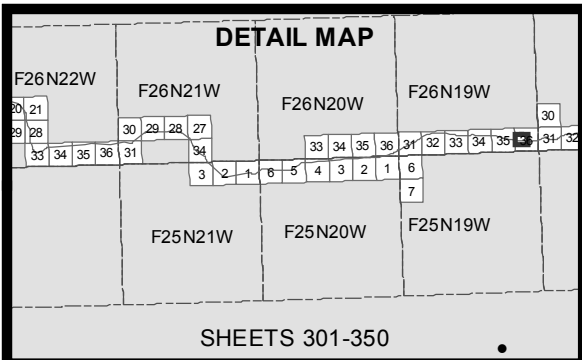 DETAIL MAP
F26N22W
F26N21W
F26N20W
F26N19W
20 21
29 28
33 34 35 36 31
30 29 28 27
34
3 2 1 6 5 4 3 2 1 6
7
33 34 35 36 31 32 33 34 35 36 31 32
30
F25N21W
F25N20W
F25N19W
SHEETS 301-350